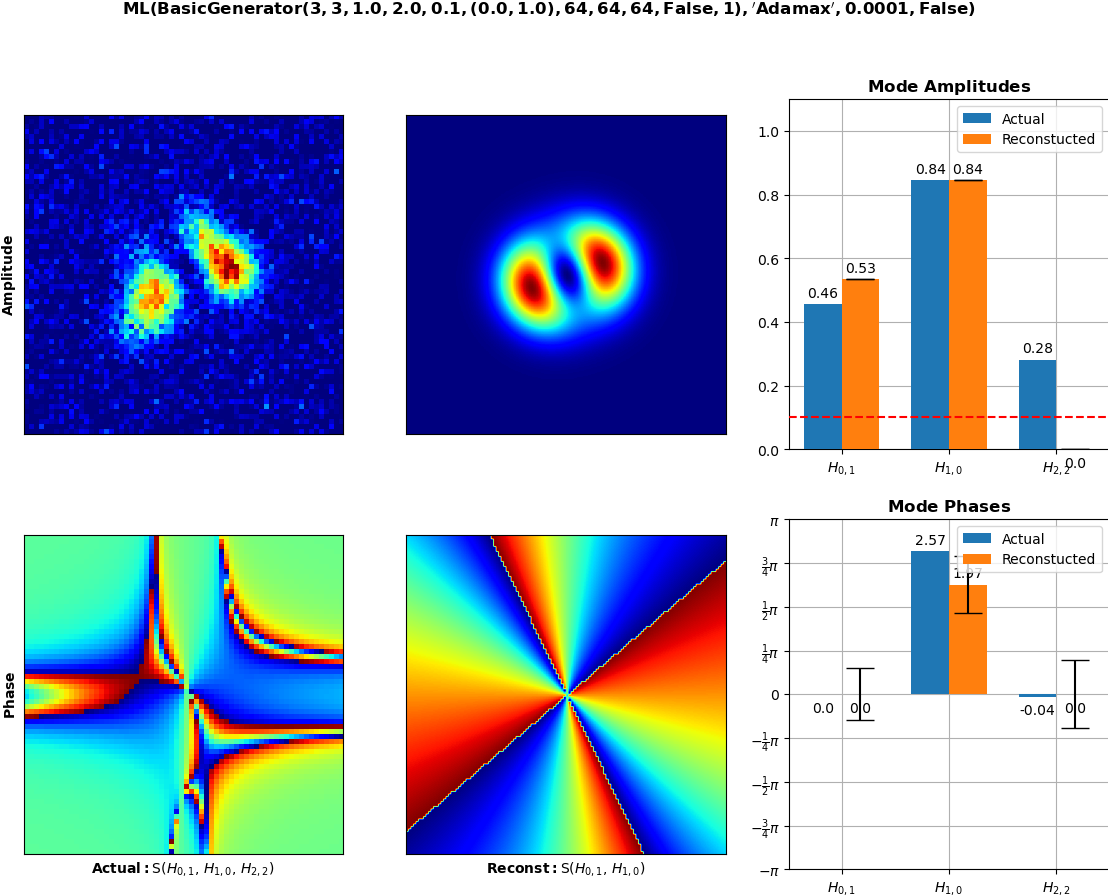 ML(BasicGenerator(3, 3, 1.0, 2.0, 0.1, (0.0, 1.0), 64, 64, 64, False, 1), ′Adamax′, 0.0001, False)
Amplitude
Mode Amplitudes
Actual
Reconstucted
1.0
0.8
0.6
0.4
0.2
0.0
0.46
0.53
0.84
0.84
0.28
0.0
H0, 1
H1, 0
H2, 2
Phase
Actual: S(H0, 1, H1, 0, H2, 2)
Reconst: S(H0, 1, H1, 0)
Mode Phases
Actual
Reconstucted
π
3/4π
1/2π
1/4π
0
−1/4π
−1/2π
−3/4π
−π
0.0
0.0
2.57
1.97
-0.04
0.0
H0, 1
H1, 0
H2, 2